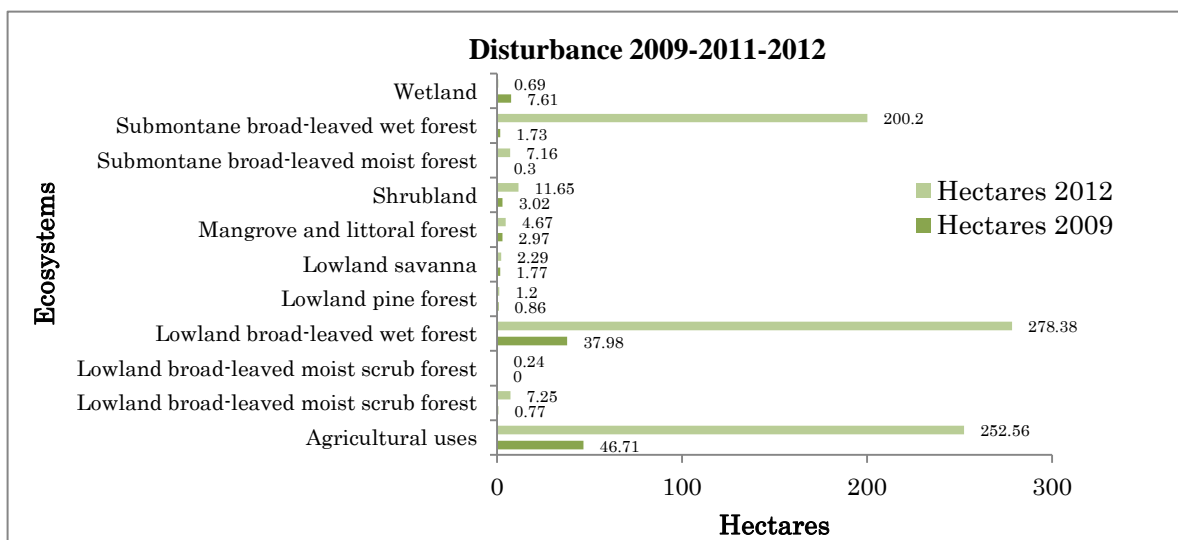 Disturbance 2009-2011-2012
Ecosystems
Wetland
0.69
7.61
Submontane broad-leaved wet forest
200.2
1.73
Submontane broad-leaved moist forest
7.16
0.3
Shrubland
11.65
3.02
Mangrove and littoral forest
4.67
2.97
Lowland savanna
2.29
1.77
Lowland pine forest
1.2
0.86
Lowland broad-leaved wet forest
278.38
37.98
Lowland broad-leaved moist scrub forest
0.24
0
Lowland broad-leaved moist scrub forest
7.25
0.77
Agricultural uses
252.56
46.71
Hectares 2012
Hectares 2009
0 100 200 300
Hectares